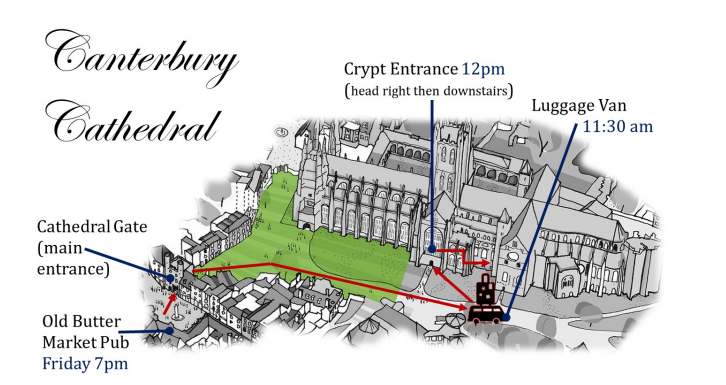 Canterbury
Cathedral
Crypt Entrance 12pm
(head right then downstairs)
Luggage Van
11:30 am
Cathedral Gate
(main
entrance)
Old Butter
Market Pub
Friday 7pm